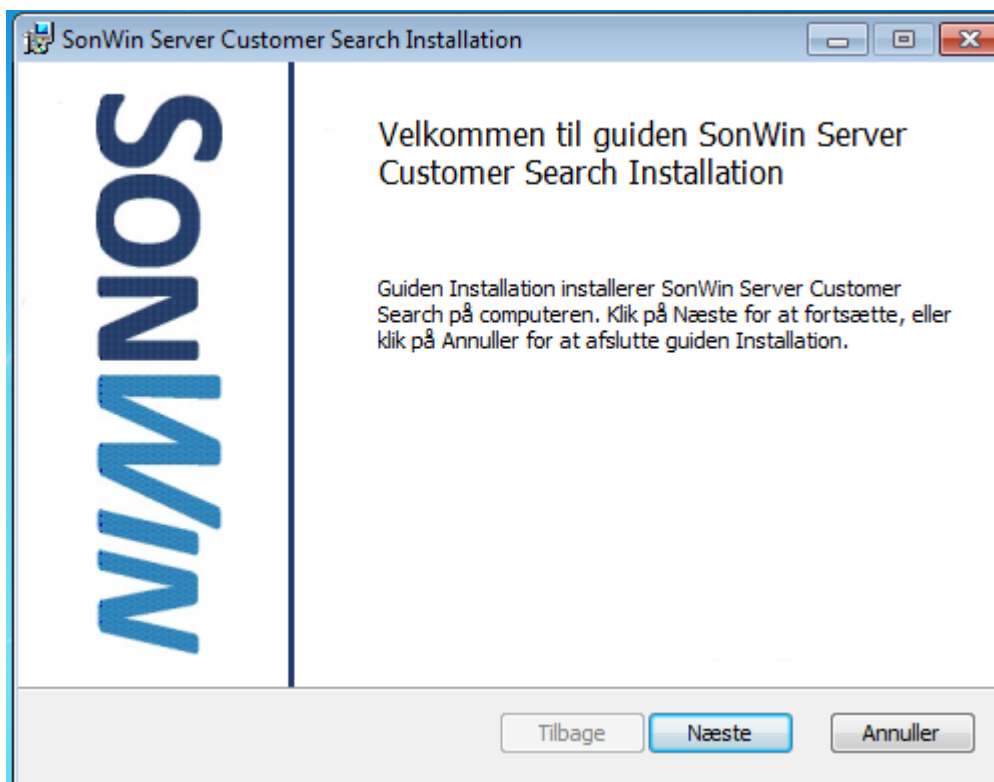 SonWin Server Customer Search Installation
SONWIN
Velkommen til guiden SonWin Server
Customer Search Installation
Guiden Installation installerer SonWin Server Customer
Search på computeren. Klik på Næste for at fortsætte, eller
klik på Annuller for at afslutte guiden Installation.
Tilbage
Næste
Annuller